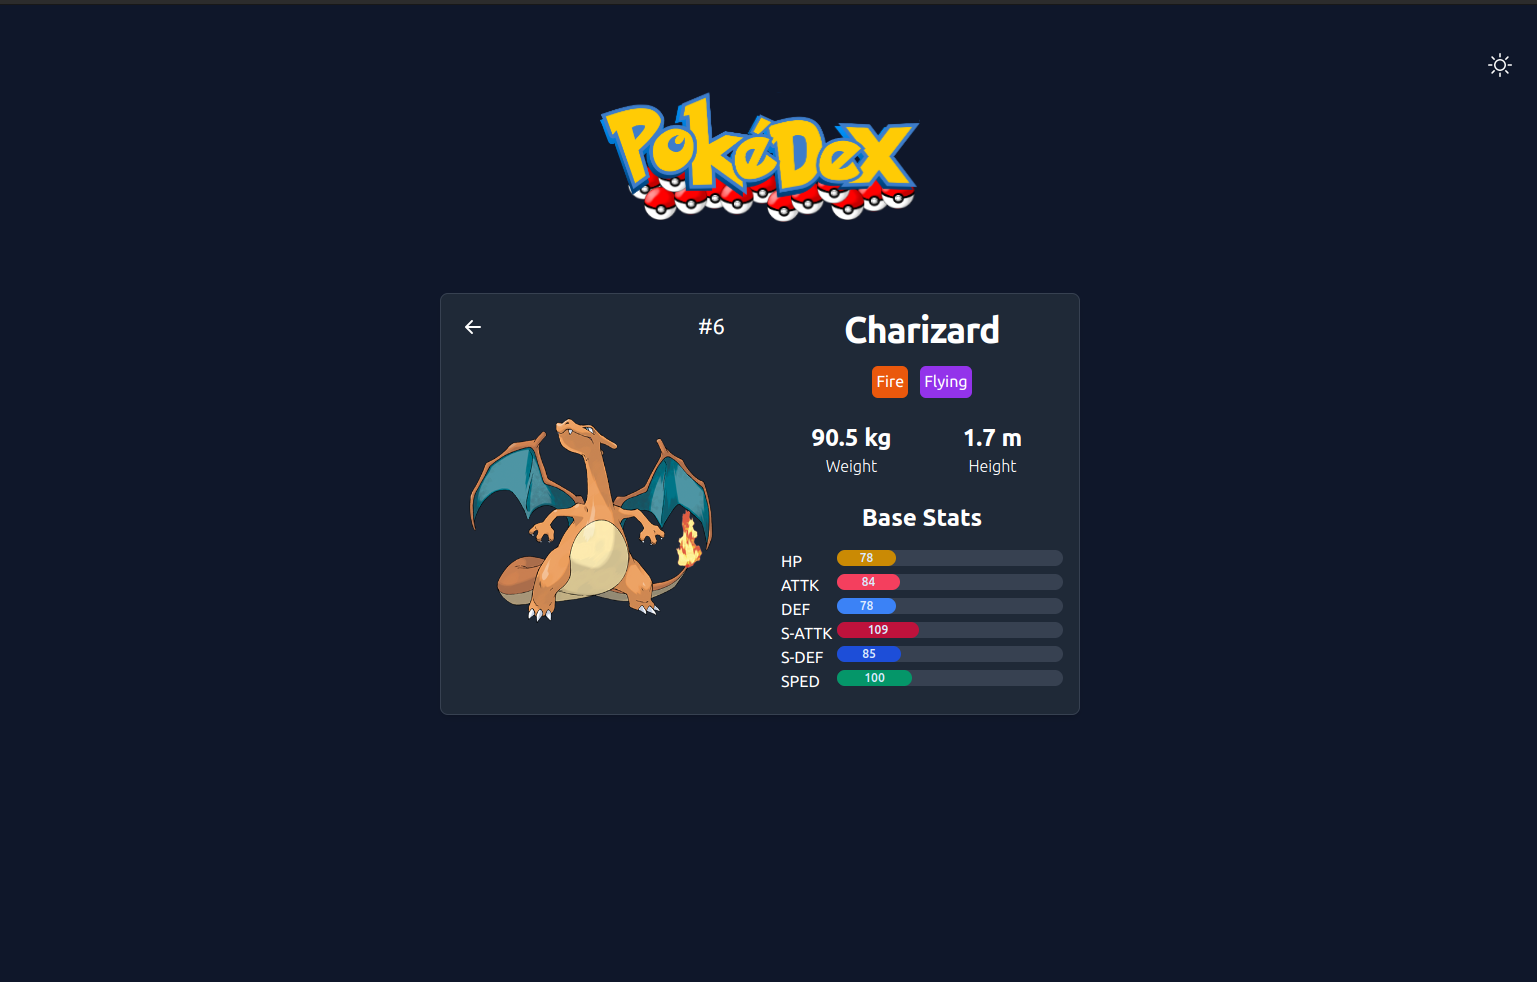 PokéDex
#6
Charizard
Fire Flying
90.5 kg 1.7 m
Weight Height
Base Stats
HP 78
ATTK 84
DEF 78
S-ATTK 109
S-DEF 85
SPED 100